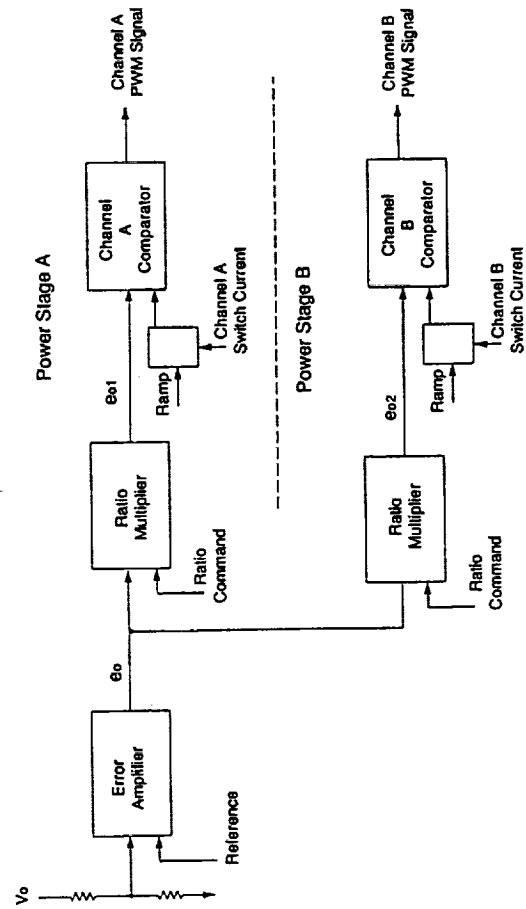 Vo
Error
Amplifier
Reference
eo
Ratio
Multiplier
Ratio
Command
eo1
Power Stage A
Ramp
Channel A
Switch Current
Channel
A
Comparator
Channel A
PWM Signal
Power Stage B
Ratio
Multiplier
Ratio
Command
eo2
Ramp
Channel B
Switch Current
Channel
B
Comparator
Channel B
PWM Signal